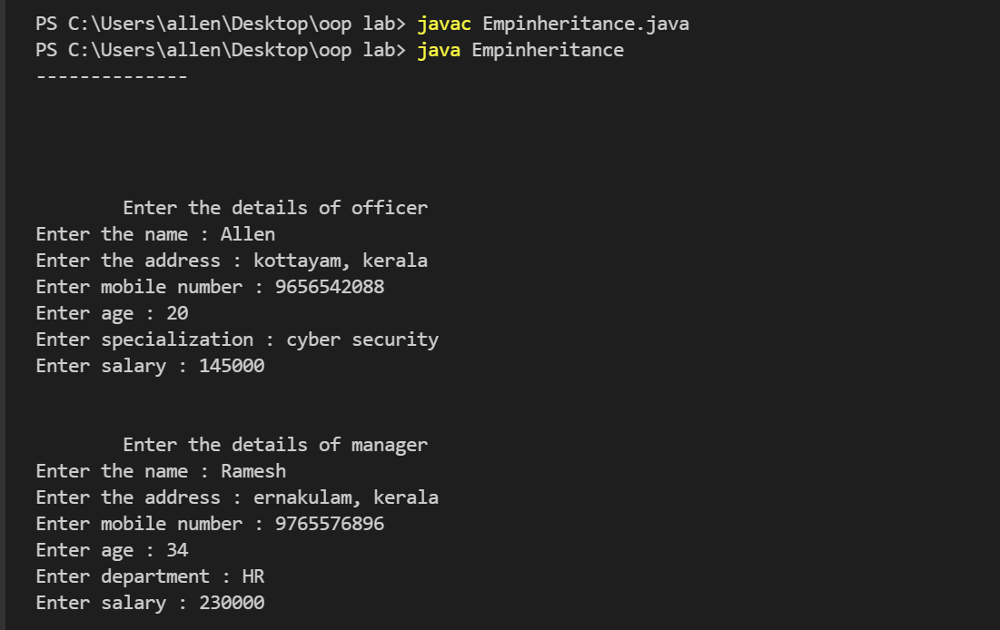 PS C:\Users\allen\Desktop\oop lab> javac Empinheritance.java
PS C:\Users\allen\Desktop\oop lab> java Empinheritance
--------------
Enter the details of officer
Enter the name : Allen
Enter the address : kottayam, kerala
Enter mobile number : 9656542088
Enter age : 20
Enter specialization : cyber security
Enter salary : 145000
Enter the details of manager
Enter the name : Ramesh
Enter the address : ernakulam, kerala
Enter mobile number : 9765576896
Enter age : 34
Enter department : HR
Enter salary : 230000